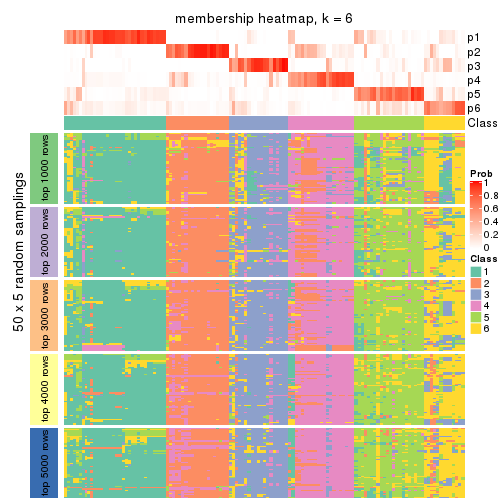 membership heatmap, k = 6
p1
p2
p3
p4
p5
p6
Class
50 x 5 random samplings
top 1000 rows
top 2000 rows
top 3000 rows
top 4000 rows
top 5000 rows
Prob
1
0.8
0.6
0.4
0.2
0
Class
1
2
3
4
5
6